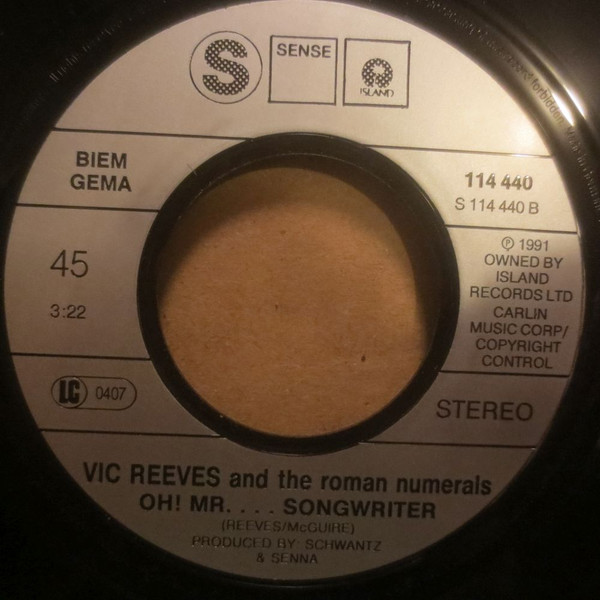 S
SENSE
ISLAND
BIEM
GEMA
114 440
S 114 440 B
45
3:22
℗ 1991
OWNED BY
ISLAND
RECORDS LTD
CARLIN
MUSIC CORP/
COPYRIGHT
CONTROL
LC 0407
STEREO
VIC REEVES and the roman numerals
OH! MR. . . . SONGWRITER
(REEVES/McGUIRE)
PRODUCED BY: SCHWANTZ
& SENNA